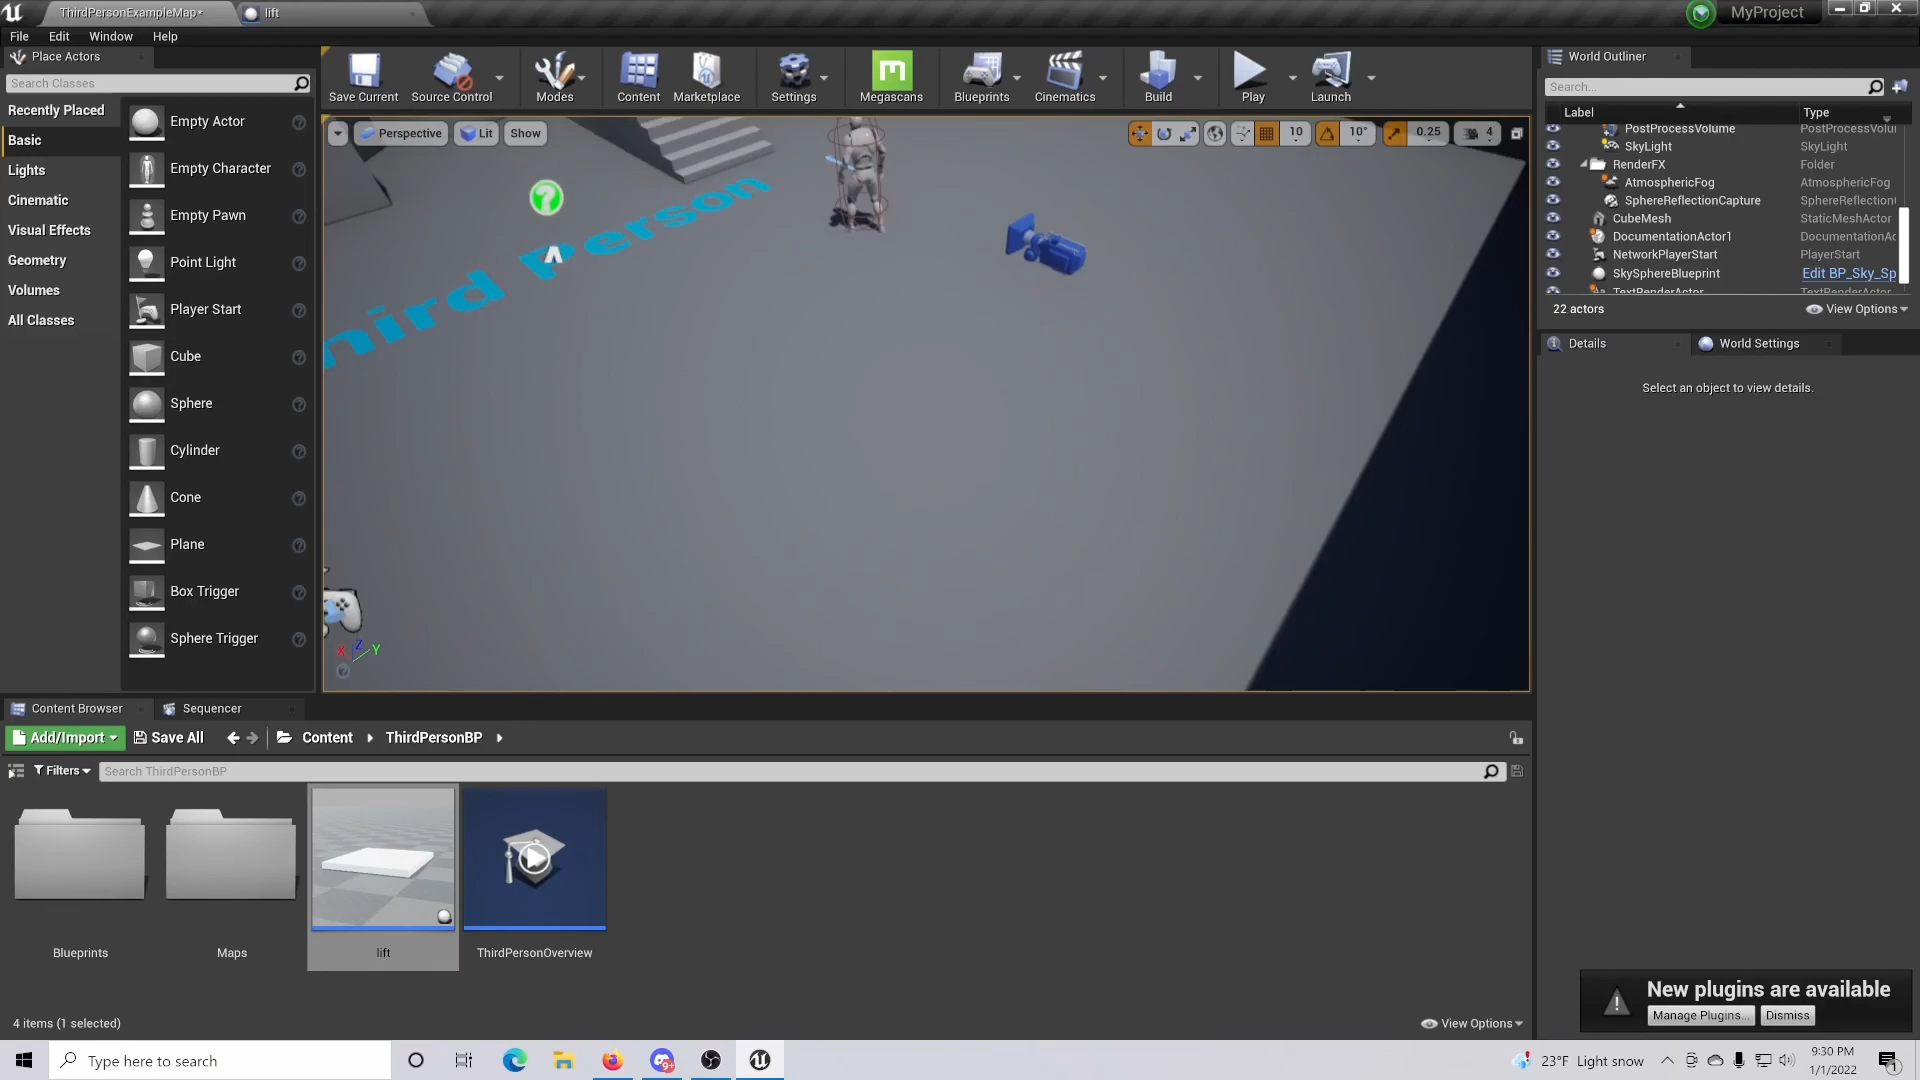 ThirdPersonExampleMap*
lift
MyProject
File Edit Window Help
Place Actors
Search Classes
Recently Placed
Basic
Lights
Cinematic
Visual Effects
Geometry
Volumes
All Classes
Empty Actor
Empty Character
Empty Pawn
Point Light
Player Start
Cube
Sphere
Cylinder
Cone
Plane
Box Trigger
Sphere Trigger
Save Current
Source Control
Modes
Content
Marketplace
Settings
Megascans
Blueprints
Cinematics
Build
Play
Launch
Perspective Lit Show
10 10° 0.25 4
Third Person
X Z Y
World Outliner
Search...
Label Type
PostProcessVolume PostProcessVolu
SkyLight SkyLight
RenderFX Folder
AtmosphericFog AtmosphericFog
SphereReflectionCapture SphereReflection
CubeMesh StaticMeshActor
DocumentationActor1 DocumentationAc
NetworkPlayerStart PlayerStart
SkySphereBlueprint Edit BP_Sky_Sp
TextRenderActor TextRenderActor
22 actors View Options
Details World Settings
Select an object to view details.
Content Browser Sequencer
Add/Import Save All Content ThirdPersonBP
Filters Search ThirdPersonBP
Blueprints
Maps
lift
ThirdPersonOverview
4 items (1 selected)
View Options
New plugins are available
Manage Plugins... Dismiss
Type here to search
9+
23°F Light snow
9:30 PM
1/1/2022
1